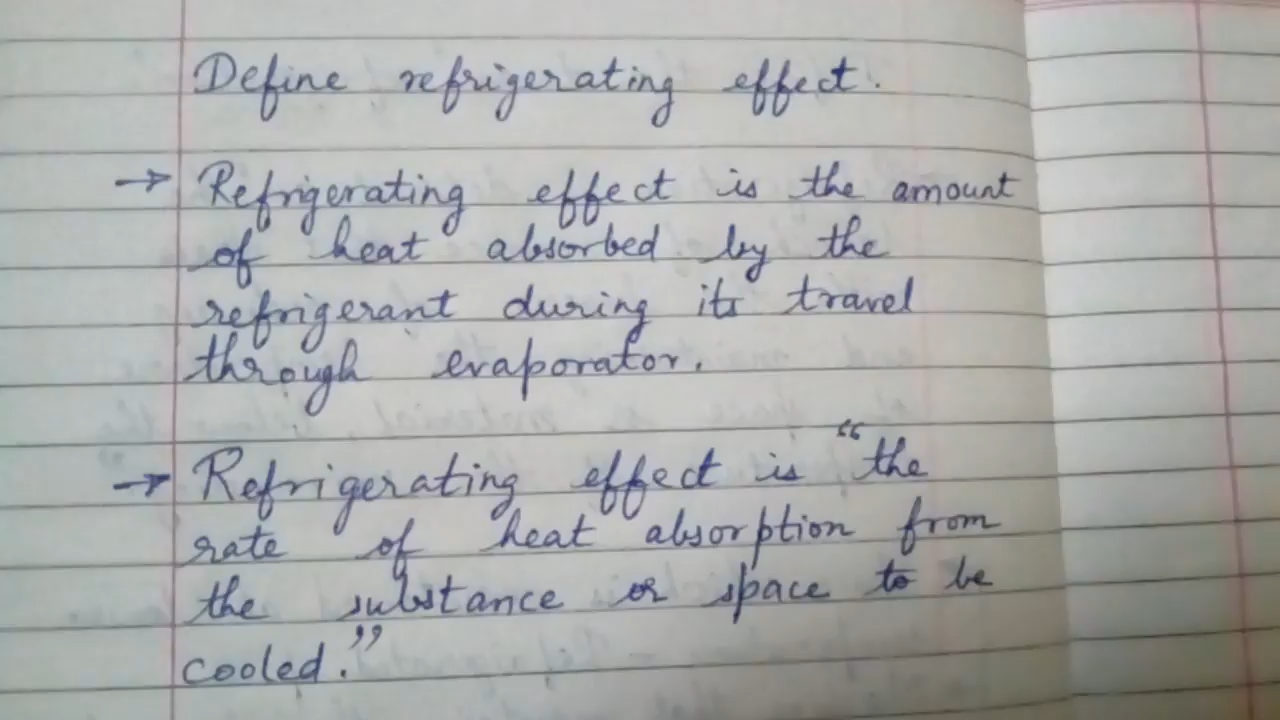 Define refrigerating effect.
→ Refrigerating effect is the amount
of heat absorbed by the
refrigerant during its travel
through evaporator.
→ Refrigerating effect is “the
rate of heat absorption from
the substance or space to be
cooled.”